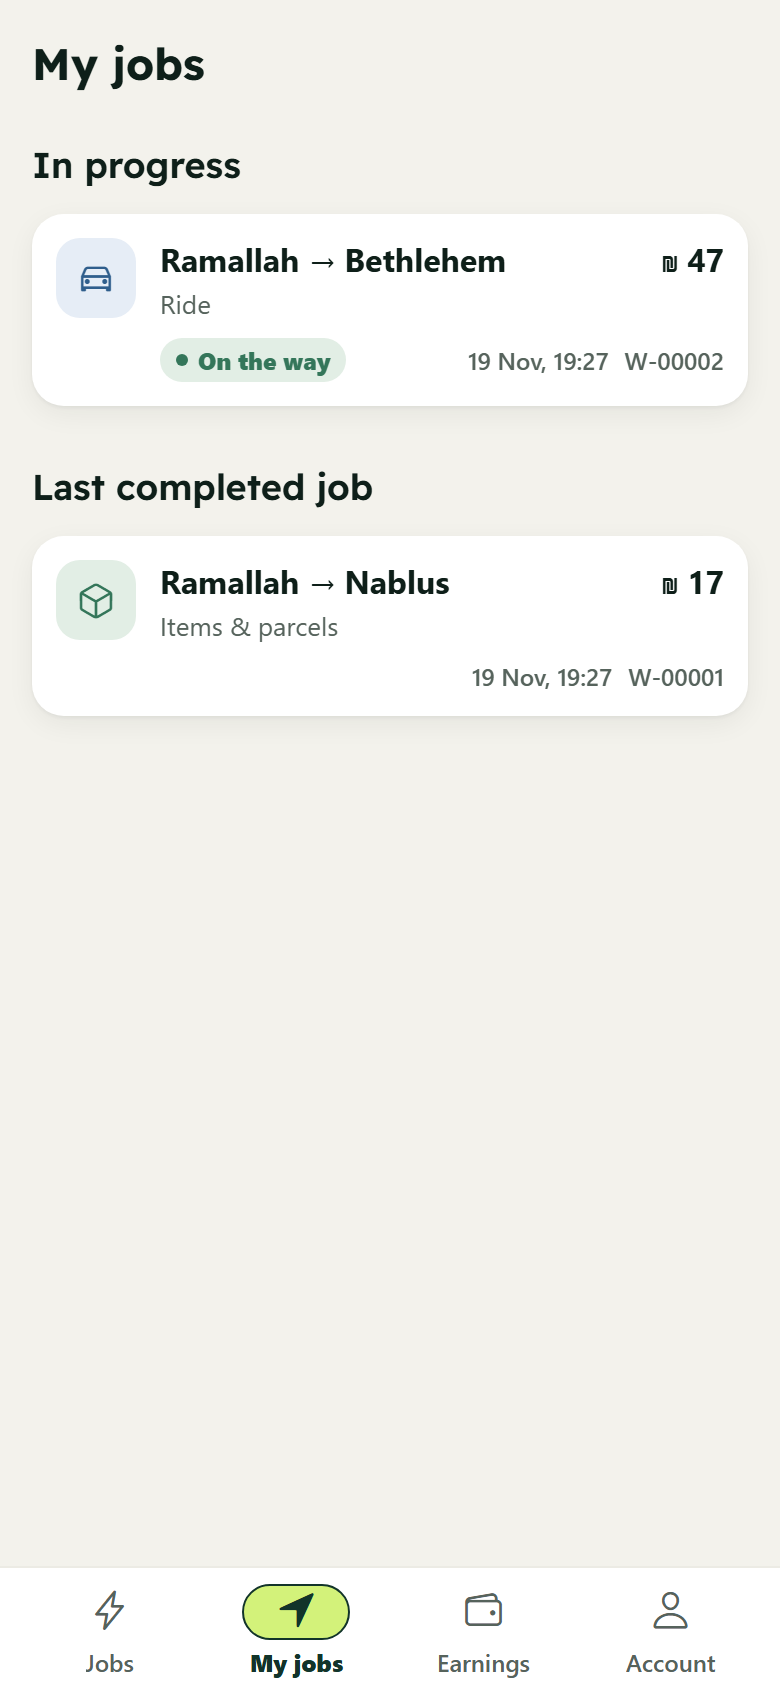 My jobs
In progress
Ramallah → Bethlehem ₪ 47
Ride
On the way 19 Nov, 19:27 W-00002
Last completed job
Ramallah → Nablus ₪ 17
Items & parcels
19 Nov, 19:27 W-00001
Jobs My jobs Earnings Account